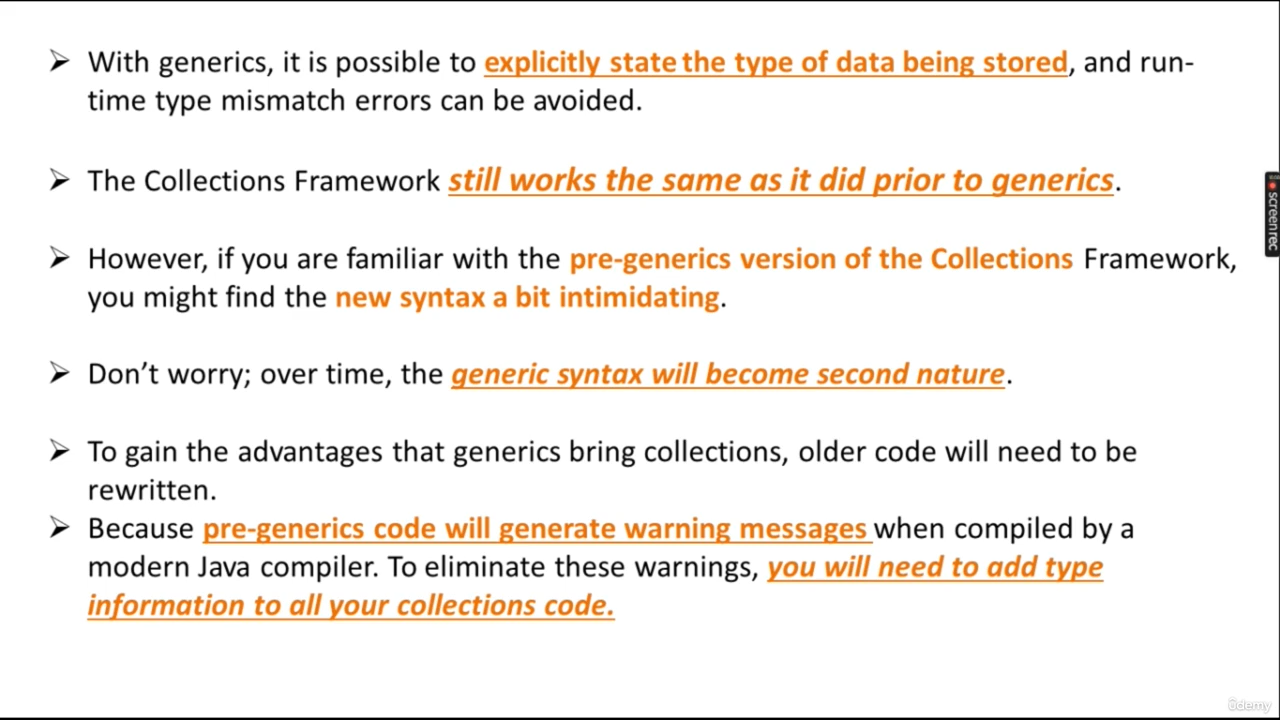 ➢ With generics, it is possible to explicitly state the type of data being stored, and run-
time type mismatch errors can be avoided.
➢ The Collections Framework still works the same as it did prior to generics.
➢ However, if you are familiar with the pre-generics version of the Collections Framework,
you might find the new syntax a bit intimidating.
➢ Don’t worry; over time, the generic syntax will become second nature.
➢ To gain the advantages that generics bring collections, older code will need to be
rewritten.
➢ Because pre-generics code will generate warning messages when compiled by a
modern Java compiler. To eliminate these warnings, you will need to add type
information to all your collections code.
screenrec
ûdemy